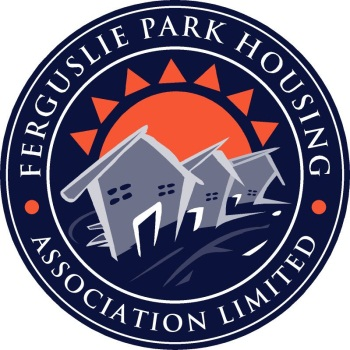 FERGUSLIE PARK HOUSING
ASSOCIATION LIMITED